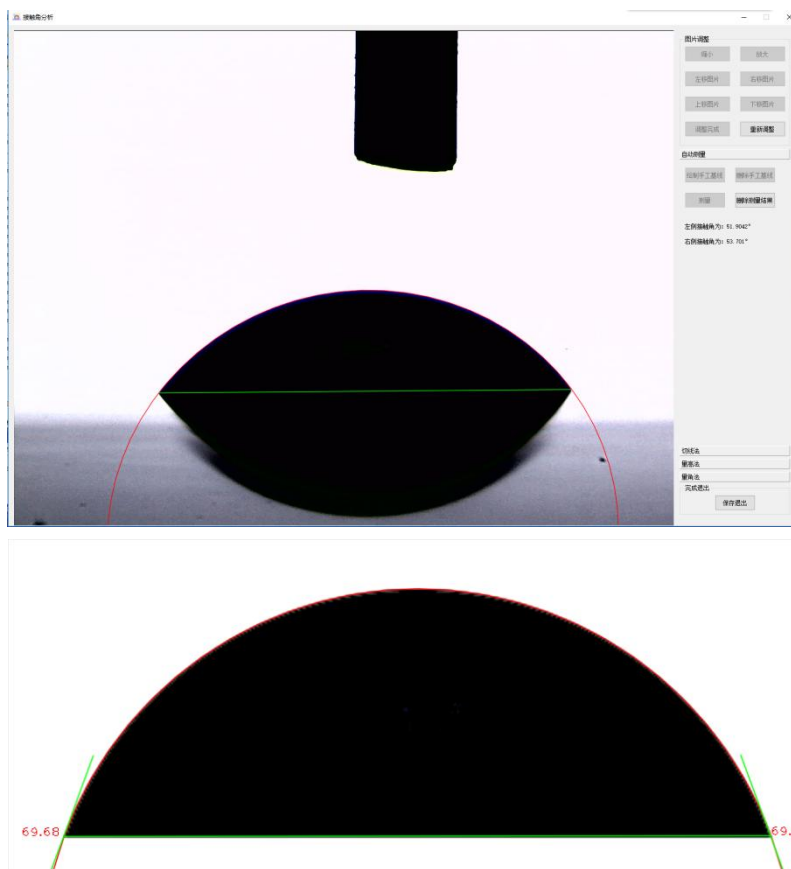 接触角分析
图片调整
缩小 放大
左移图片 右移图片
上移图片 下移图片
调整完成 重新调整
自动测量
绘制手工基线 删除手工基线
测量 删除测量结果
左侧接触角为: 51.9042°
右侧接触角为: 53.701°
切线法
量高法
量角法
完成退出
保存退出
69.68 69.